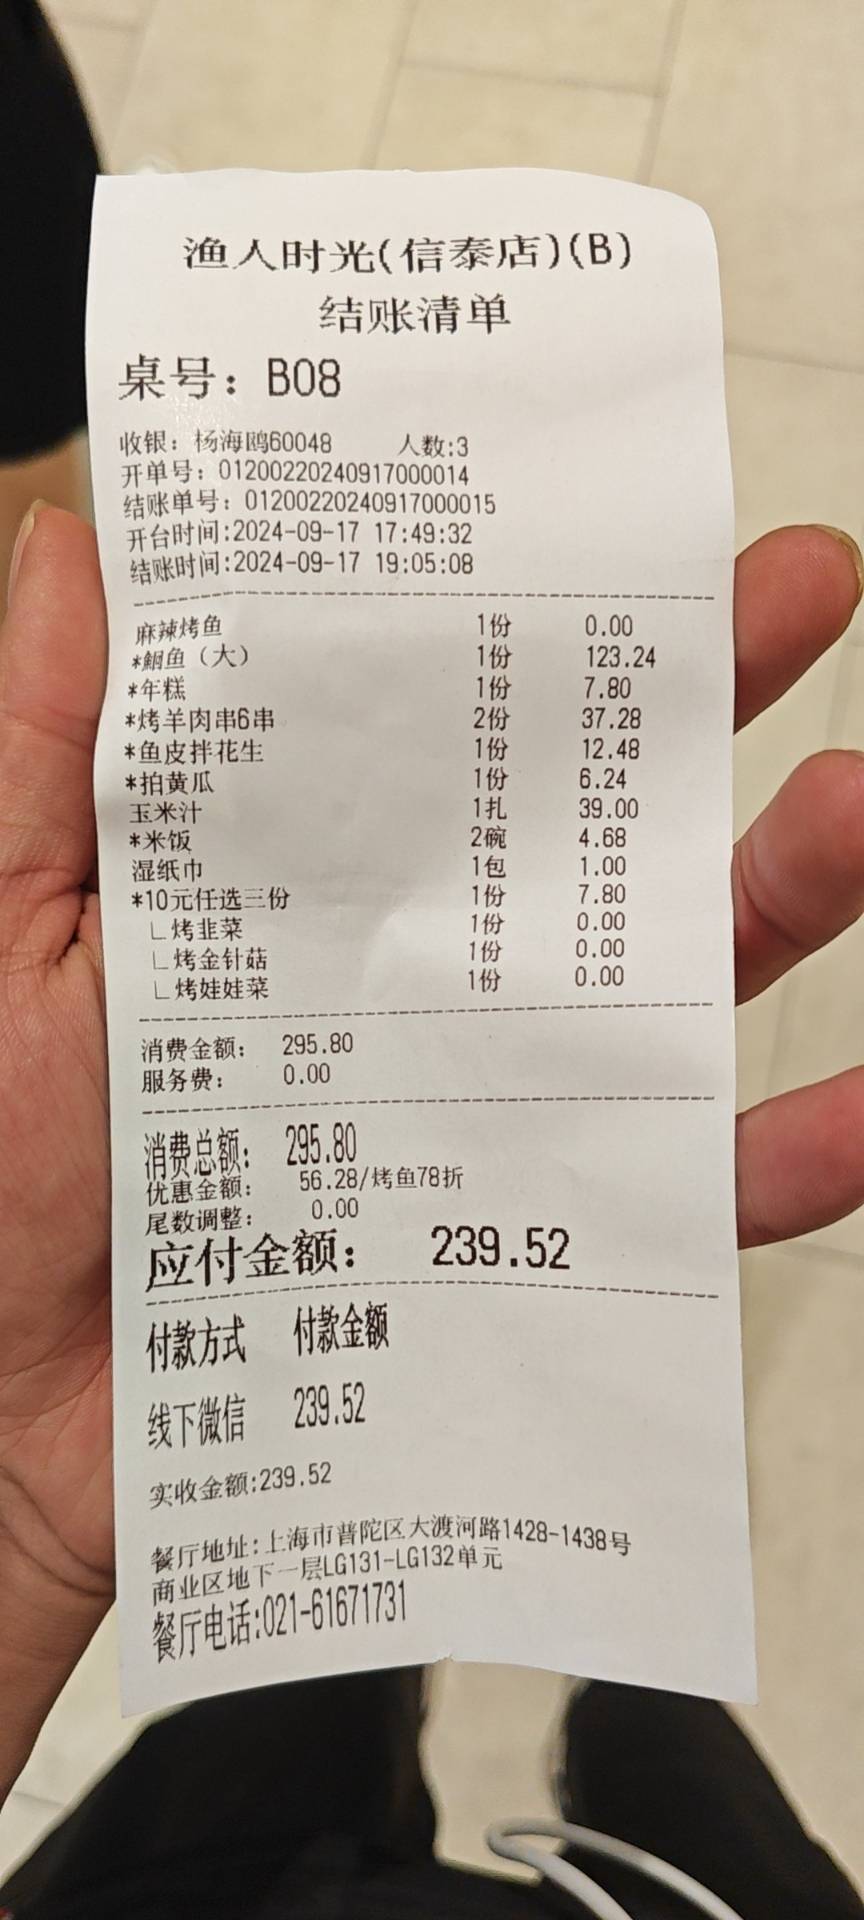 渔人时光(信泰店)(B)
结账清单
桌号：B08
收银：杨海鸥60048 人数:3
开单号：01200220240917000014
结账单号：01200220240917000015
开台时间:2024-09-17 17:49:32
结账时间:2024-09-17 19:05:08
麻辣烤鱼 1份 0.00
*鮰鱼（大） 1份 123.24
*年糕 1份 7.80
*烤羊肉串6串 2份 37.28
*鱼皮拌花生 1份 12.48
*拍黄瓜 1份 6.24
玉米汁 1扎 39.00
*米饭 2碗 4.68
湿纸巾 1包 1.00
*10元任选三份 1份 7.80
∟烤韭菜 1份 0.00
∟烤金针菇 1份 0.00
∟烤娃娃菜 1份 0.00
消费金额： 295.80
服务费： 0.00
消费总额： 295.80
优惠金额： 56.28/烤鱼78折
尾数调整： 0.00
应付金额： 239.52
付款方式 付款金额
线下微信 239.52
实收金额:239.52
餐厅地址:上海市普陀区大渡河路1428-1438号
商业区地下一层LG131-LG132单元
餐厅电话:021-61671731